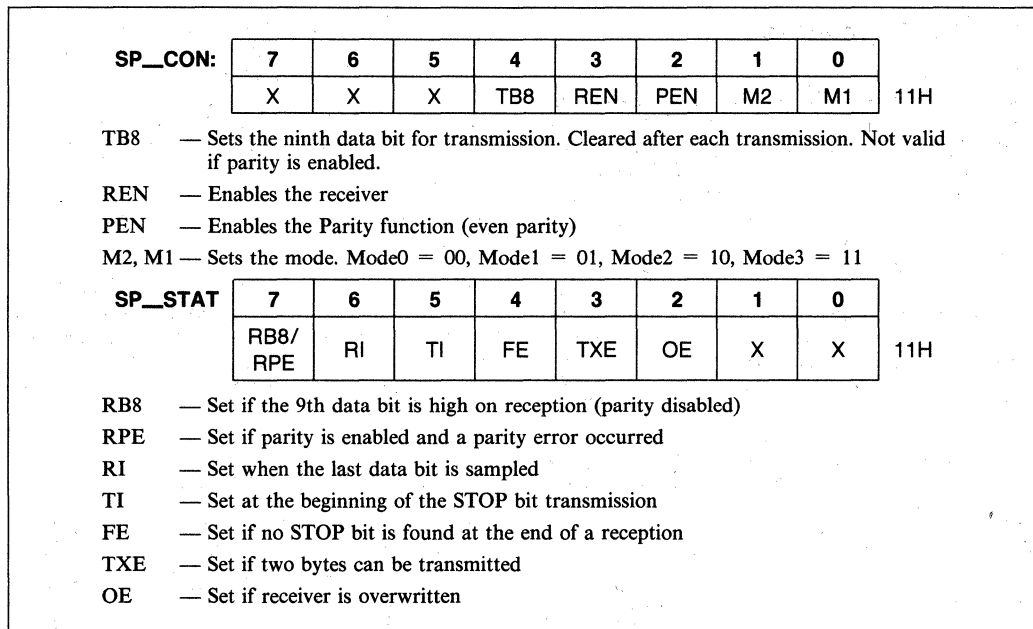 SP__CON: 7 6 5 4 3 2 1 0
X X X TB8 REN PEN M2 M1 11H
TB8 — Sets the ninth data bit for transmission. Cleared after each transmission. Not valid
if parity is enabled.
REN — Enables the receiver
PEN — Enables the Parity function (even parity)
M2, M1 — Sets the mode. Mode0 = 00, Mode1 = 01, Mode2 = 10, Mode3 = 11
SP__STAT 7 6 5 4 3 2 1 0
RB8/
RPE RI TI FE TXE OE X X 11H
RB8 — Set if the 9th data bit is high on reception (parity disabled)
RPE — Set if parity is enabled and a parity error occurred
RI — Set when the last data bit is sampled
TI — Set at the beginning of the STOP bit transmission
FE — Set if no STOP bit is found at the end of a reception
TXE — Set if two bytes can be transmitted
OE — Set if receiver is overwritten